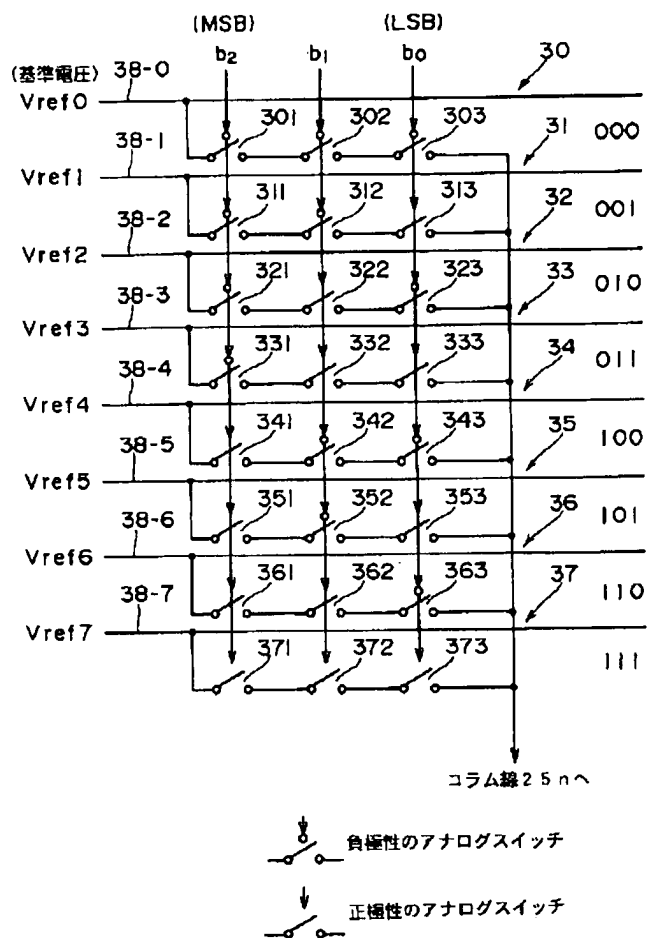 (MSB) (LSB)
b2 b1 b0
(基準電圧) 38-0 30
Vref0 301 302 303 000
38-1 31
Vref1 311 312 313 001
38-2 32
Vref2 321 322 323 010
38-3 33
Vref3 331 332 333 011
38-4 34
Vref4 341 342 343 100
38-5 35
Vref5 351 352 353 101
38-6 36
Vref6 361 362 363 110
38-7 37
Vref7 371 372 373 111
コラム線25nへ
負極性のアナログスイッチ
正極性のアナログスイッチ